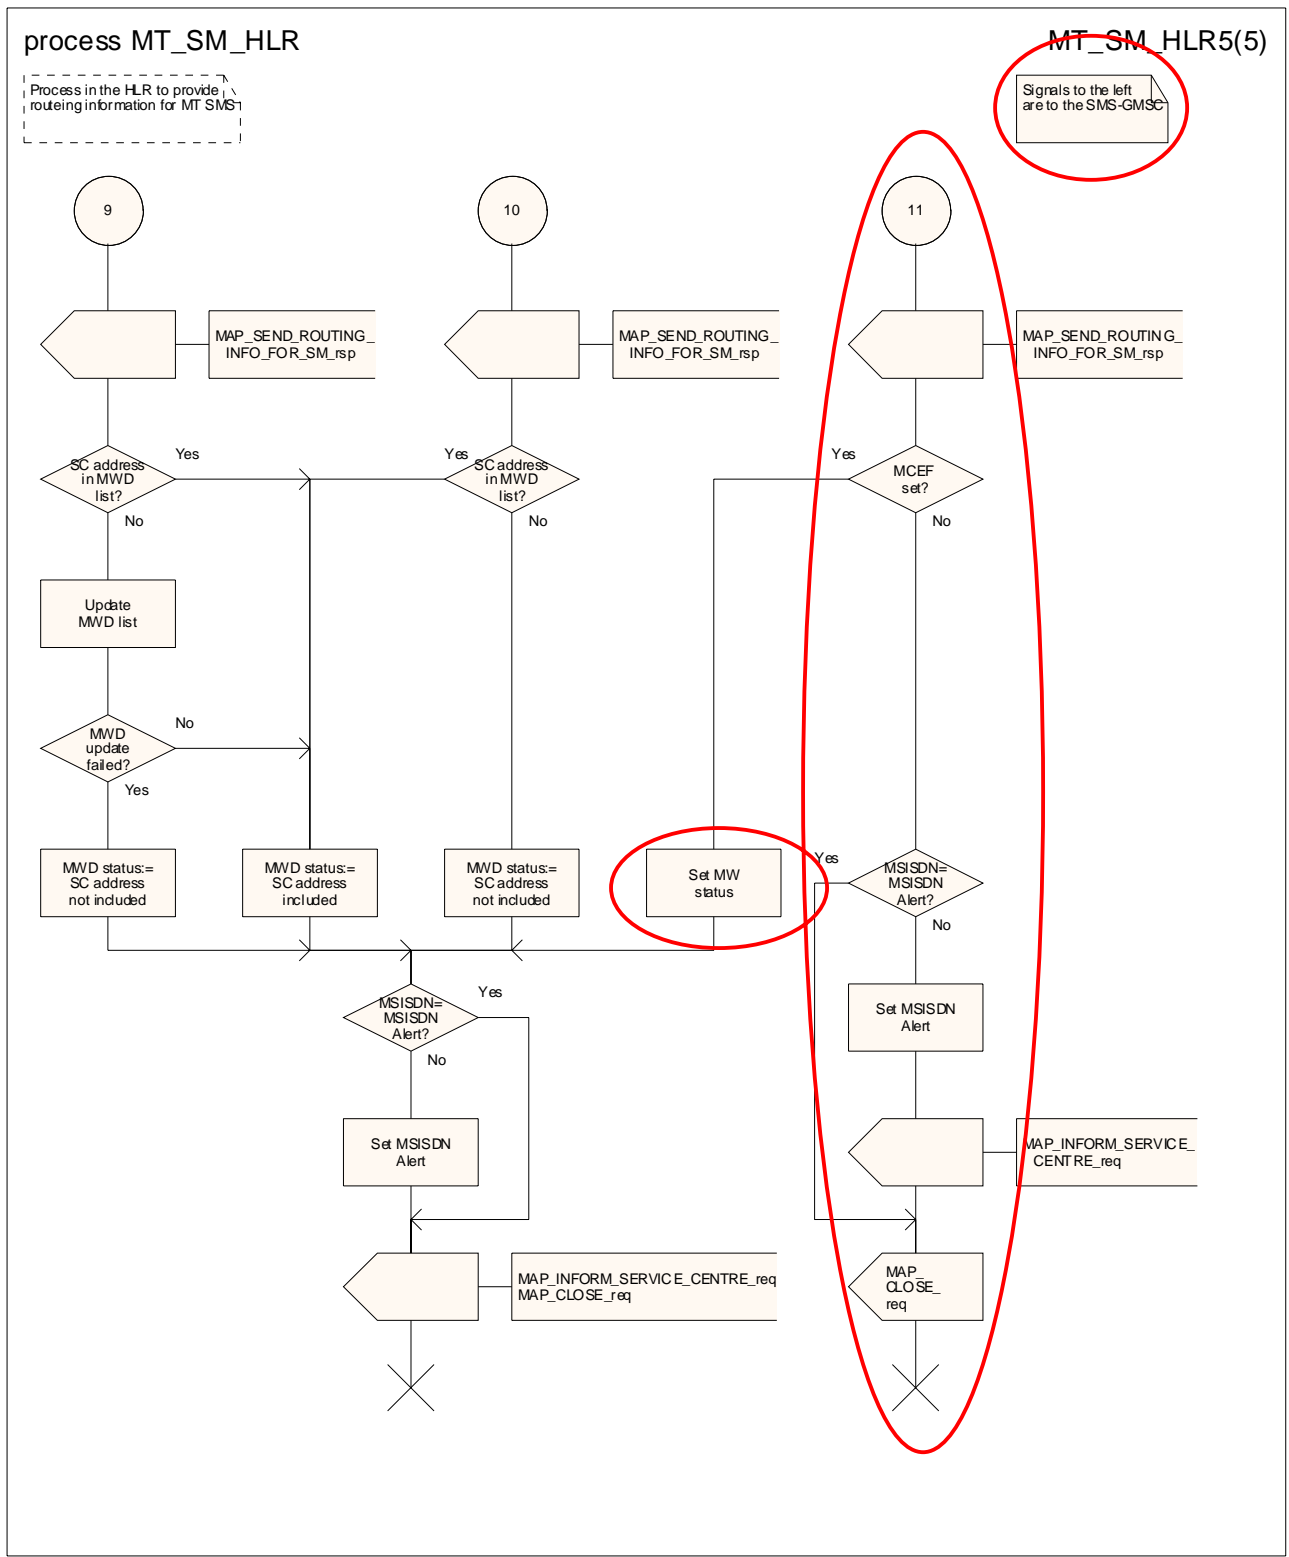 process MT_SM_HLR
MT_SM_HLR5(5)
Process in the HLR to provide
routeing information for MT SMS
Signals to the left
are to the SMS-GMSC
9
10
11
MAP_SEND_ROUTING_
INFO_FOR_SM_rsp
MAP_SEND_ROUTING_
INFO_FOR_SM_rsp
MAP_SEND_ROUTING_
INFO_FOR_SM_rsp
SC address
in MWD
list?
Yes
No
Yes
SC address
in MWD
list?
No
Yes
MCEF
set?
No
Update
MWD list
MWD
update
failed?
No
Yes
MWD status:=
SC address
not included
MWD status:=
SC address
included
MWD status:=
SC address
not included
Set MW
status
Yes
MSISDN=
MSISDN
Alert?
No
MSISDN=
MSISDN
Alert?
Yes
No
Set MSISDN
Alert
Set MSISDN
Alert
MAP_INFORM_SERVICE_
CENTRE_req
MAP_INFORM_SERVICE_CENTRE_req
MAP_CLOSE_req
MAP_
CLOSE_
req